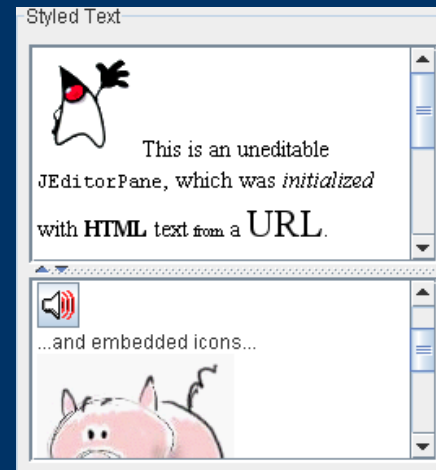 Styled Text
This is an uneditable
JEditorPane, which was initialized
with HTML text from a URL.
...and embedded icons...